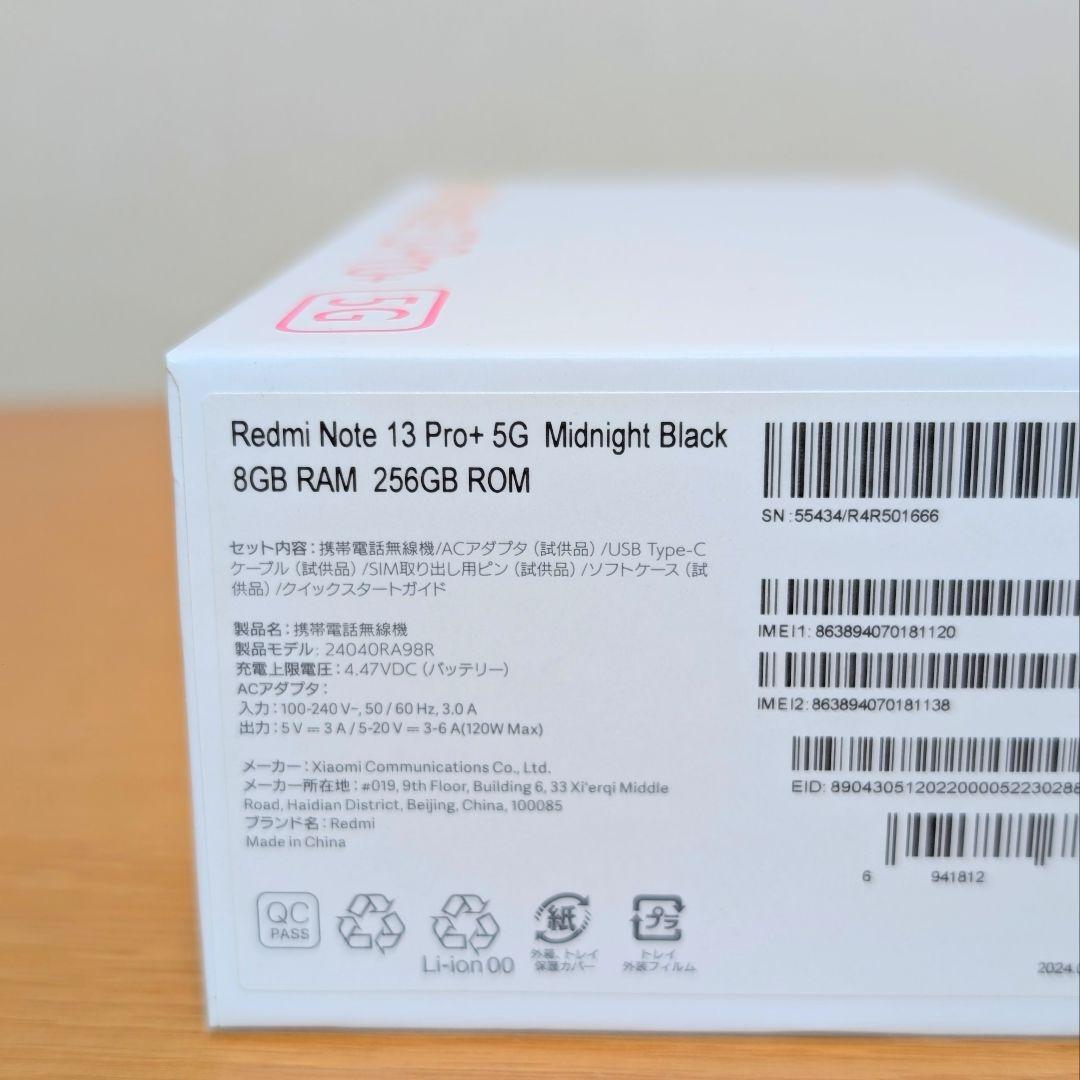 5G
Redmi Note 13 Pro+ 5G Midnight Black
8GB RAM 256GB ROM
セット内容：携帯電話無線機/ACアダプタ（試供品）/USB Type-C
ケーブル（試供品）/SIM取り出し用ピン（試供品）/ソフトケース（試
供品）/クイックスタートガイド
製品名：携帯電話無線機
製品モデル: 24040RA98R
充電上限電圧：4.47VDC (バッテリー)
ACアダプタ：
入力：100-240 V~, 50 / 60 Hz, 3.0 A
出力：5 V ⎓ 3 A / 5-20 V ⎓ 3-6 A(120W Max)
メーカー：Xiaomi Communications Co., Ltd.
メーカー所在地：#019, 9th Floor, Building 6, 33 Xi'erqi Middle
Road, Haidian District, Beijing, China, 100085
ブランド名：Redmi
Made in China
SN：55434/R4R501666
IMEI1: 863894070181120
IMEI2: 863894070181138
EID: 890430512022000052230288
6 941812
QC
PASS
Li-ion 00
紙
外装、トレイ
保護カバー
プラ
トレイ
外装フィルム
2024.